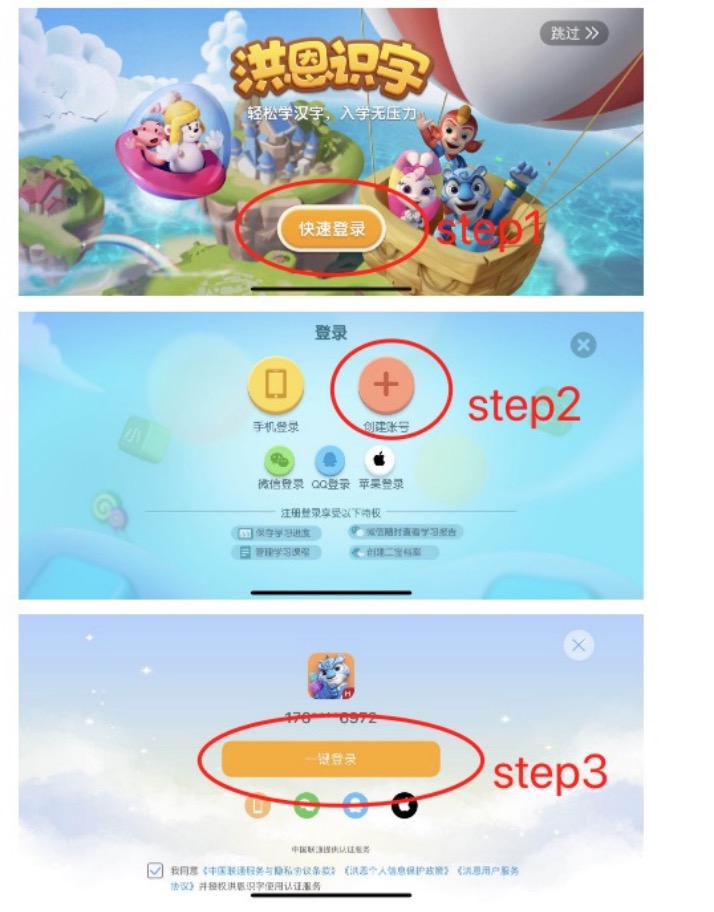 跳过 >>
洪恩识字
轻松学汉字，入学无压力
快速登录
step1
登录
手机登录
创建账号
step2
微信登录 QQ登录 苹果登录
注册登录享受以下特权
保存学习进度
微信随时查看学习报告
管理学习课程
创建二宝档案
H
176****6972
一键登录
step3
中国联通提供认证服务
我同意《中国联通服务与隐私协议条款》《洪恩个人信息保护政策》《洪恩用户服务
协议》并授权洪恩识字使用认证服务